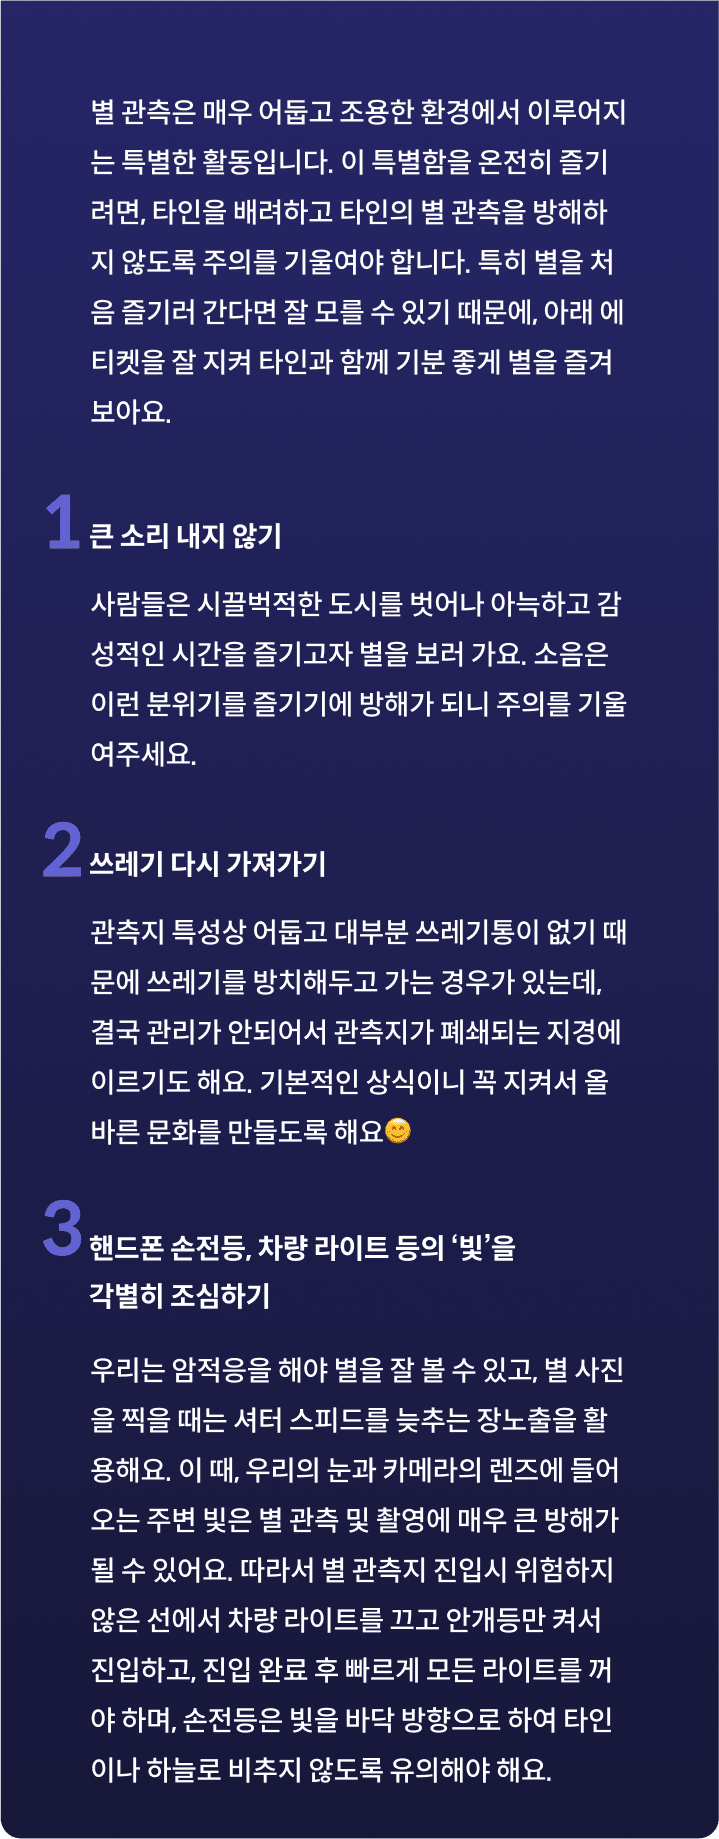 별 관측은 매우 어둡고 조용한 환경에서 이루어지
는 특별한 활동입니다. 이 특별함을 온전히 즐기
려면, 타인을 배려하고 타인의 별 관측을 방해하
지 않도록 주의를 기울여야 합니다. 특히 별을 처
음 즐기러 간다면 잘 모를 수 있기 때문에, 아래 에
티켓을 잘 지켜 타인과 함께 기분 좋게 별을 즐겨
보아요.
1 큰 소리 내지 않기
사람들은 시끌벅적한 도시를 벗어나 아늑하고 감
성적인 시간을 즐기고자 별을 보러 가요. 소음은
이런 분위기를 즐기기에 방해가 되니 주의를 기울
여주세요.
2 쓰레기 다시 가져가기
관측지 특성상 어둡고 대부분 쓰레기통이 없기 때
문에 쓰레기를 방치해두고 가는 경우가 있는데,
결국 관리가 안되어서 관측지가 폐쇄되는 지경에
이르기도 해요. 기본적인 상식이니 꼭 지켜서 올
바른 문화를 만들도록 해요😊
3 핸드폰 손전등, 차량 라이트 등의 ‘빛’을
각별히 조심하기
우리는 암적응을 해야 별을 잘 볼 수 있고, 별 사진
을 찍을 때는 셔터 스피드를 늦추는 장노출을 활
용해요. 이 때, 우리의 눈과 카메라의 렌즈에 들어
오는 주변 빛은 별 관측 및 촬영에 매우 큰 방해가
될 수 있어요. 따라서 별 관측지 진입시 위험하지
않은 선에서 차량 라이트를 끄고 안개등만 켜서
진입하고, 진입 완료 후 빠르게 모든 라이트를 꺼
야 하며, 손전등은 빛을 바닥 방향으로 하여 타인
이나 하늘로 비추지 않도록 유의해야 해요.